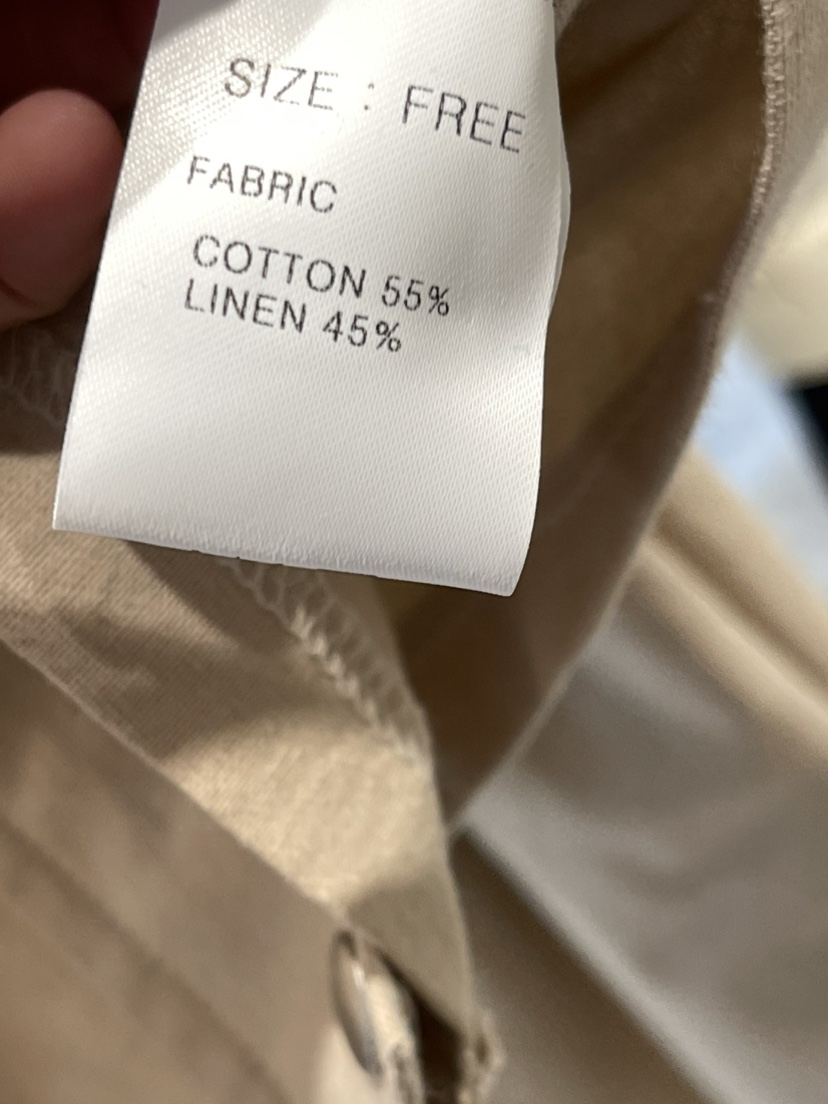 SIZE : FREE
FABRIC
COTTON 55%
LINEN 45%